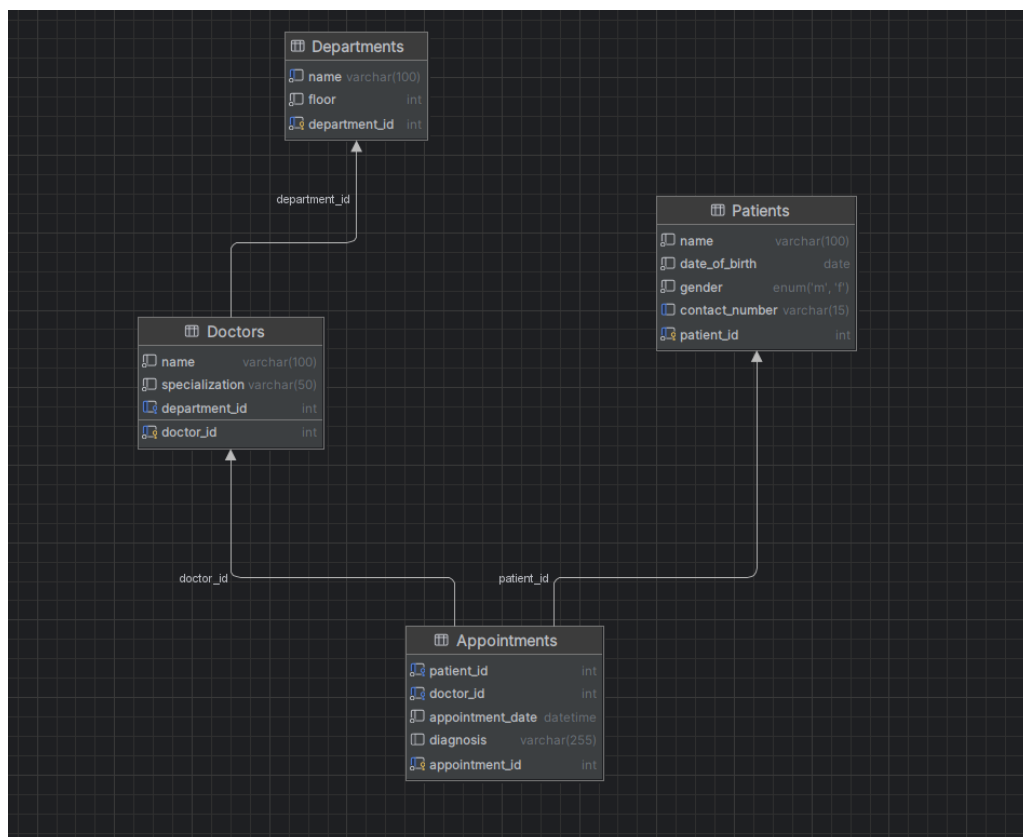 Departments
name varchar(100)
floor int
department_id int
department_id
Patients
name varchar(100)
date_of_birth date
gender enum('m', 'f')
contact_number varchar(15)
patient_id int
Doctors
name varchar(100)
specialization varchar(50)
department_id int
doctor_id int
doctor_id
patient_id
Appointments
patient_id int
doctor_id int
appointment_date datetime
diagnosis varchar(255)
appointment_id int